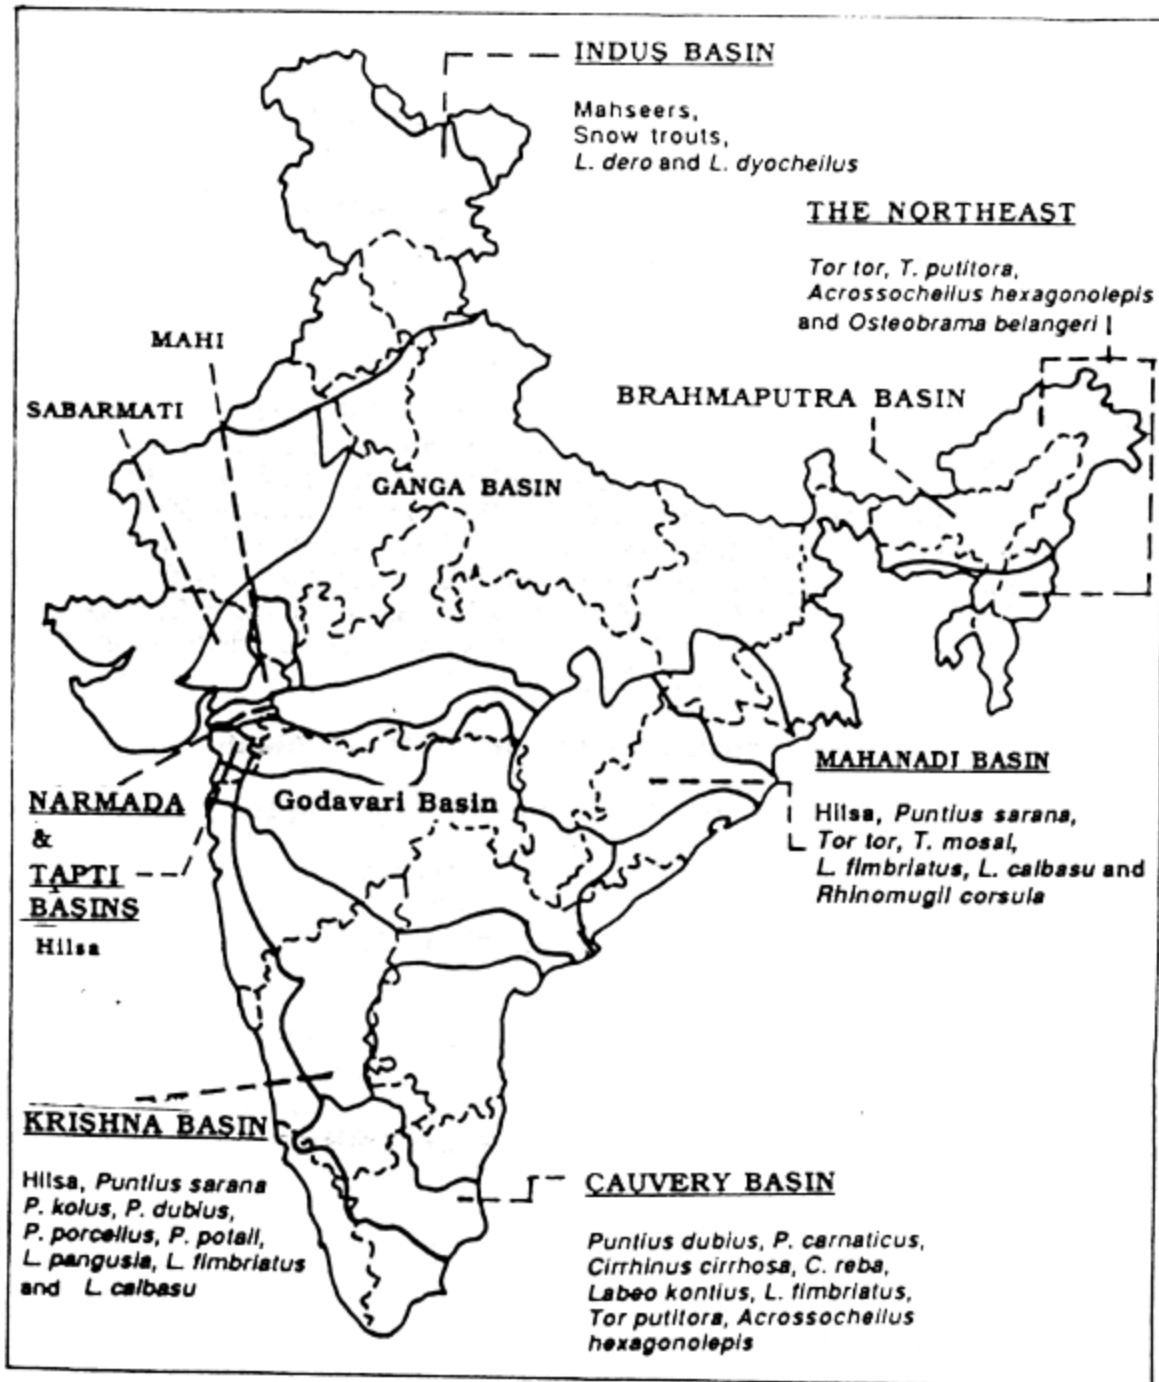 INDUS BASIN
Mahseers,
Snow trouts,
L. dero and L. dyocheilus
THE NORTHEAST
Tor tor, T. putitora,
Acrossocheilus hexagonolepis
and Osteobrama belangeri
MAHI
SABARMATI
BRAHMAPUTRA BASIN
GANGA BASIN
NARMADA
&
TAPTI
BASINS
Hilsa
Godavari Basin
MAHANADI BASIN
Hilsa, Puntius sarana,
Tor tor, T. mosal,
L. fimbriatus, L. calbasu and
Rhinomugil corsula
KRISHNA BASIN
Hilsa, Puntius sarana
P. kolus, P. dubius,
P. porcellus, P. potail,
L. pangusia, L. fimbriatus
and L. calbasu
CAUVERY BASIN
Puntius dubius, P. carnaticus,
Cirrhinus cirrhosa, C. reba,
Labeo kontius, L. fimbriatus,
Tor putitora, Acrossocheilus
hexagonolepis